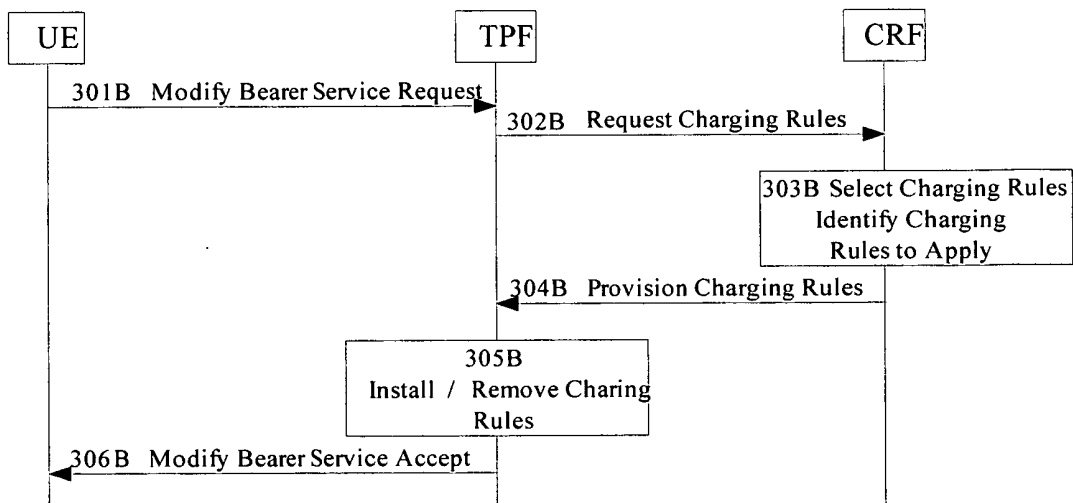 UE
TPF
CRF
301B Modify Bearer Service Request
302B Request Charging Rules
303B Select Charging Rules
Identify Charging
Rules to Apply
304B Provision Charging Rules
305B
Install / Remove Charing
Rules
306B Modify Bearer Service Accept